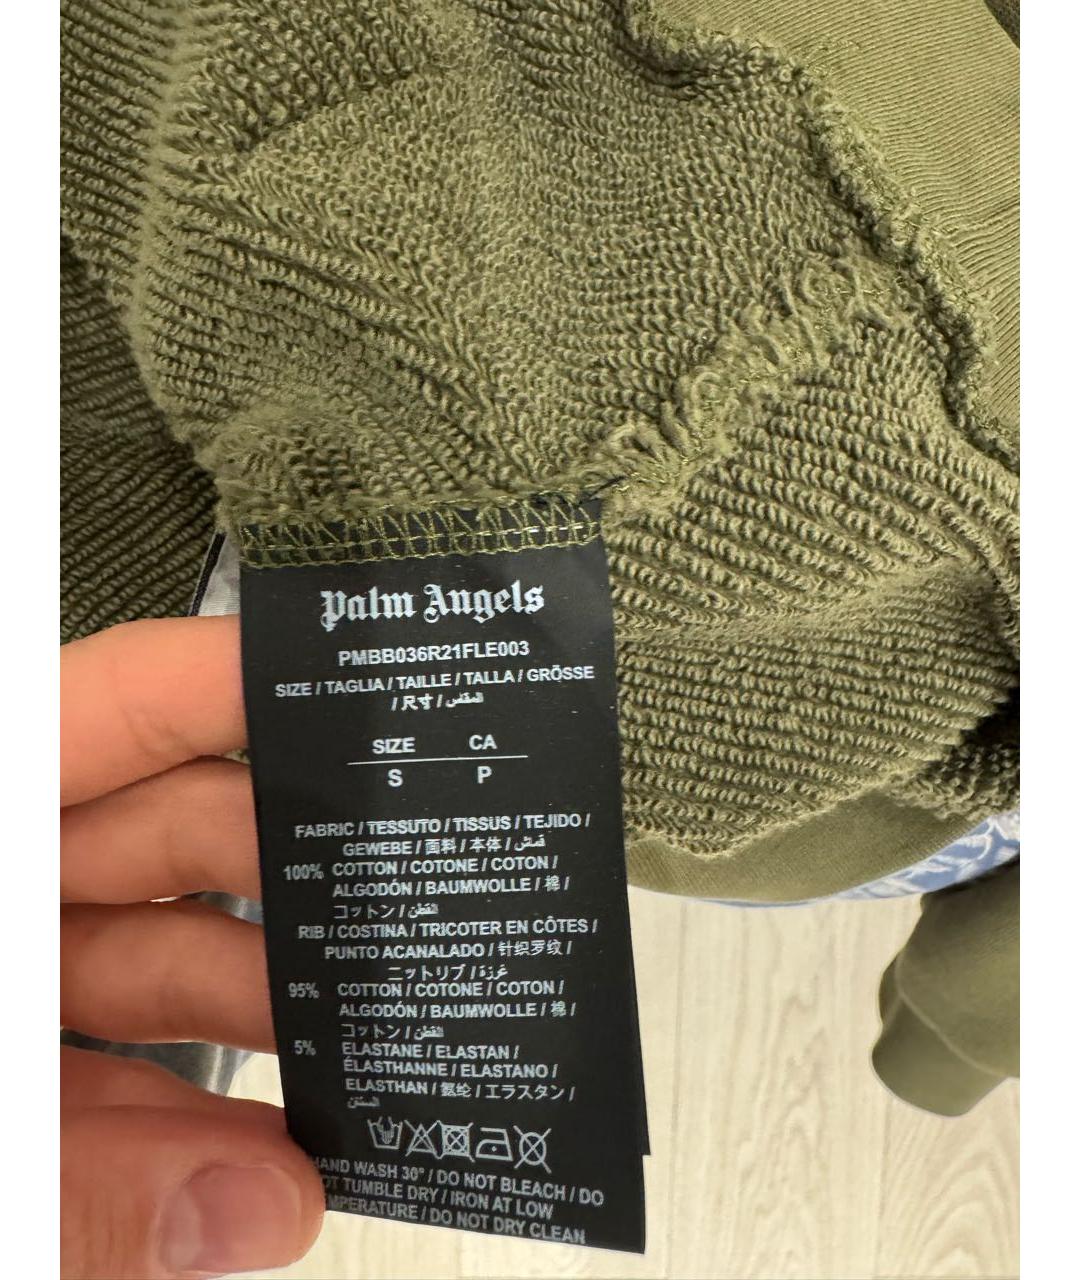 Palm Angels
PMBB036R21FLE003
SIZE / TAGLIA / TAILLE / TALLA / GRÖSSE
/ 尺寸 / المقاس
SIZE CA
S P
FABRIC / TESSUTO / TISSUS / TEJIDO /
GEWEBE / 面料 / 本体 / قماش
100% COTTON / COTONE / COTON /
ALGODÓN / BAUMWOLLE / 棉 /
コットン / القطن
RIB / COSTINA / TRICOTER EN CÔTES /
PUNTO ACANALADO / 针织罗纹 /
ニットリブ / غرزة
95% COTTON / COTONE / COTON /
ALGODÓN / BAUMWOLLE / 棉 /
コットン / القطن
5% ELASTANE / ELASTAN /
ÉLASTHANNE / ELASTANO /
ELASTHAN / 氨纶 / エラスタン /
HAND WASH 30° / DO NOT BLEACH / DO
TUMBLE DRY / IRON AT LOW
/ DO NOT DRY CLEAN